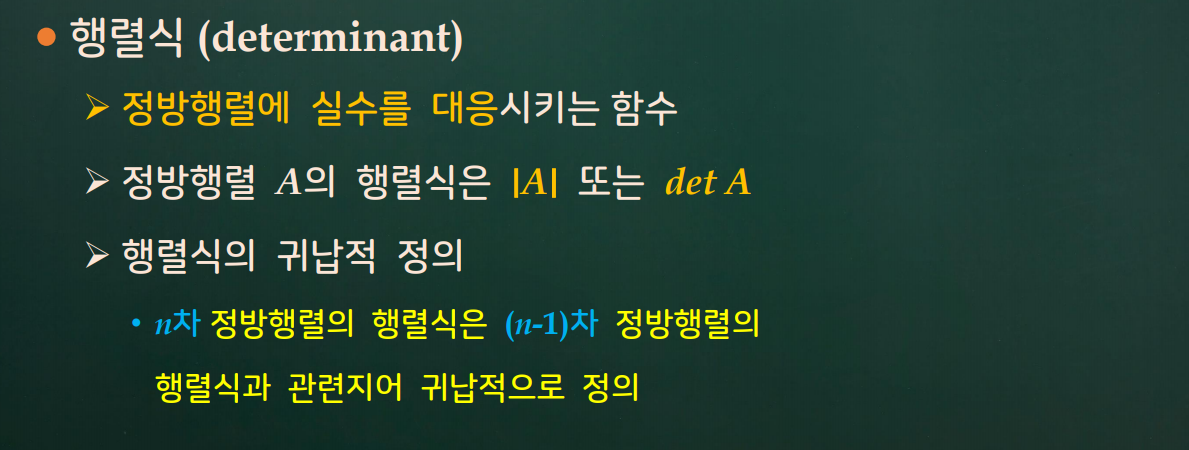 ● 행렬식 (determinant)
➢ 정방행렬에 실수를 대응시키는 함수
➢ 정방행렬 A의 행렬식은 |A| 또는 det A
➢ 행렬식의 귀납적 정의
• n차 정방행렬의 행렬식은 (n-1)차 정방행렬의
행렬식과 관련지어 귀납적으로 정의